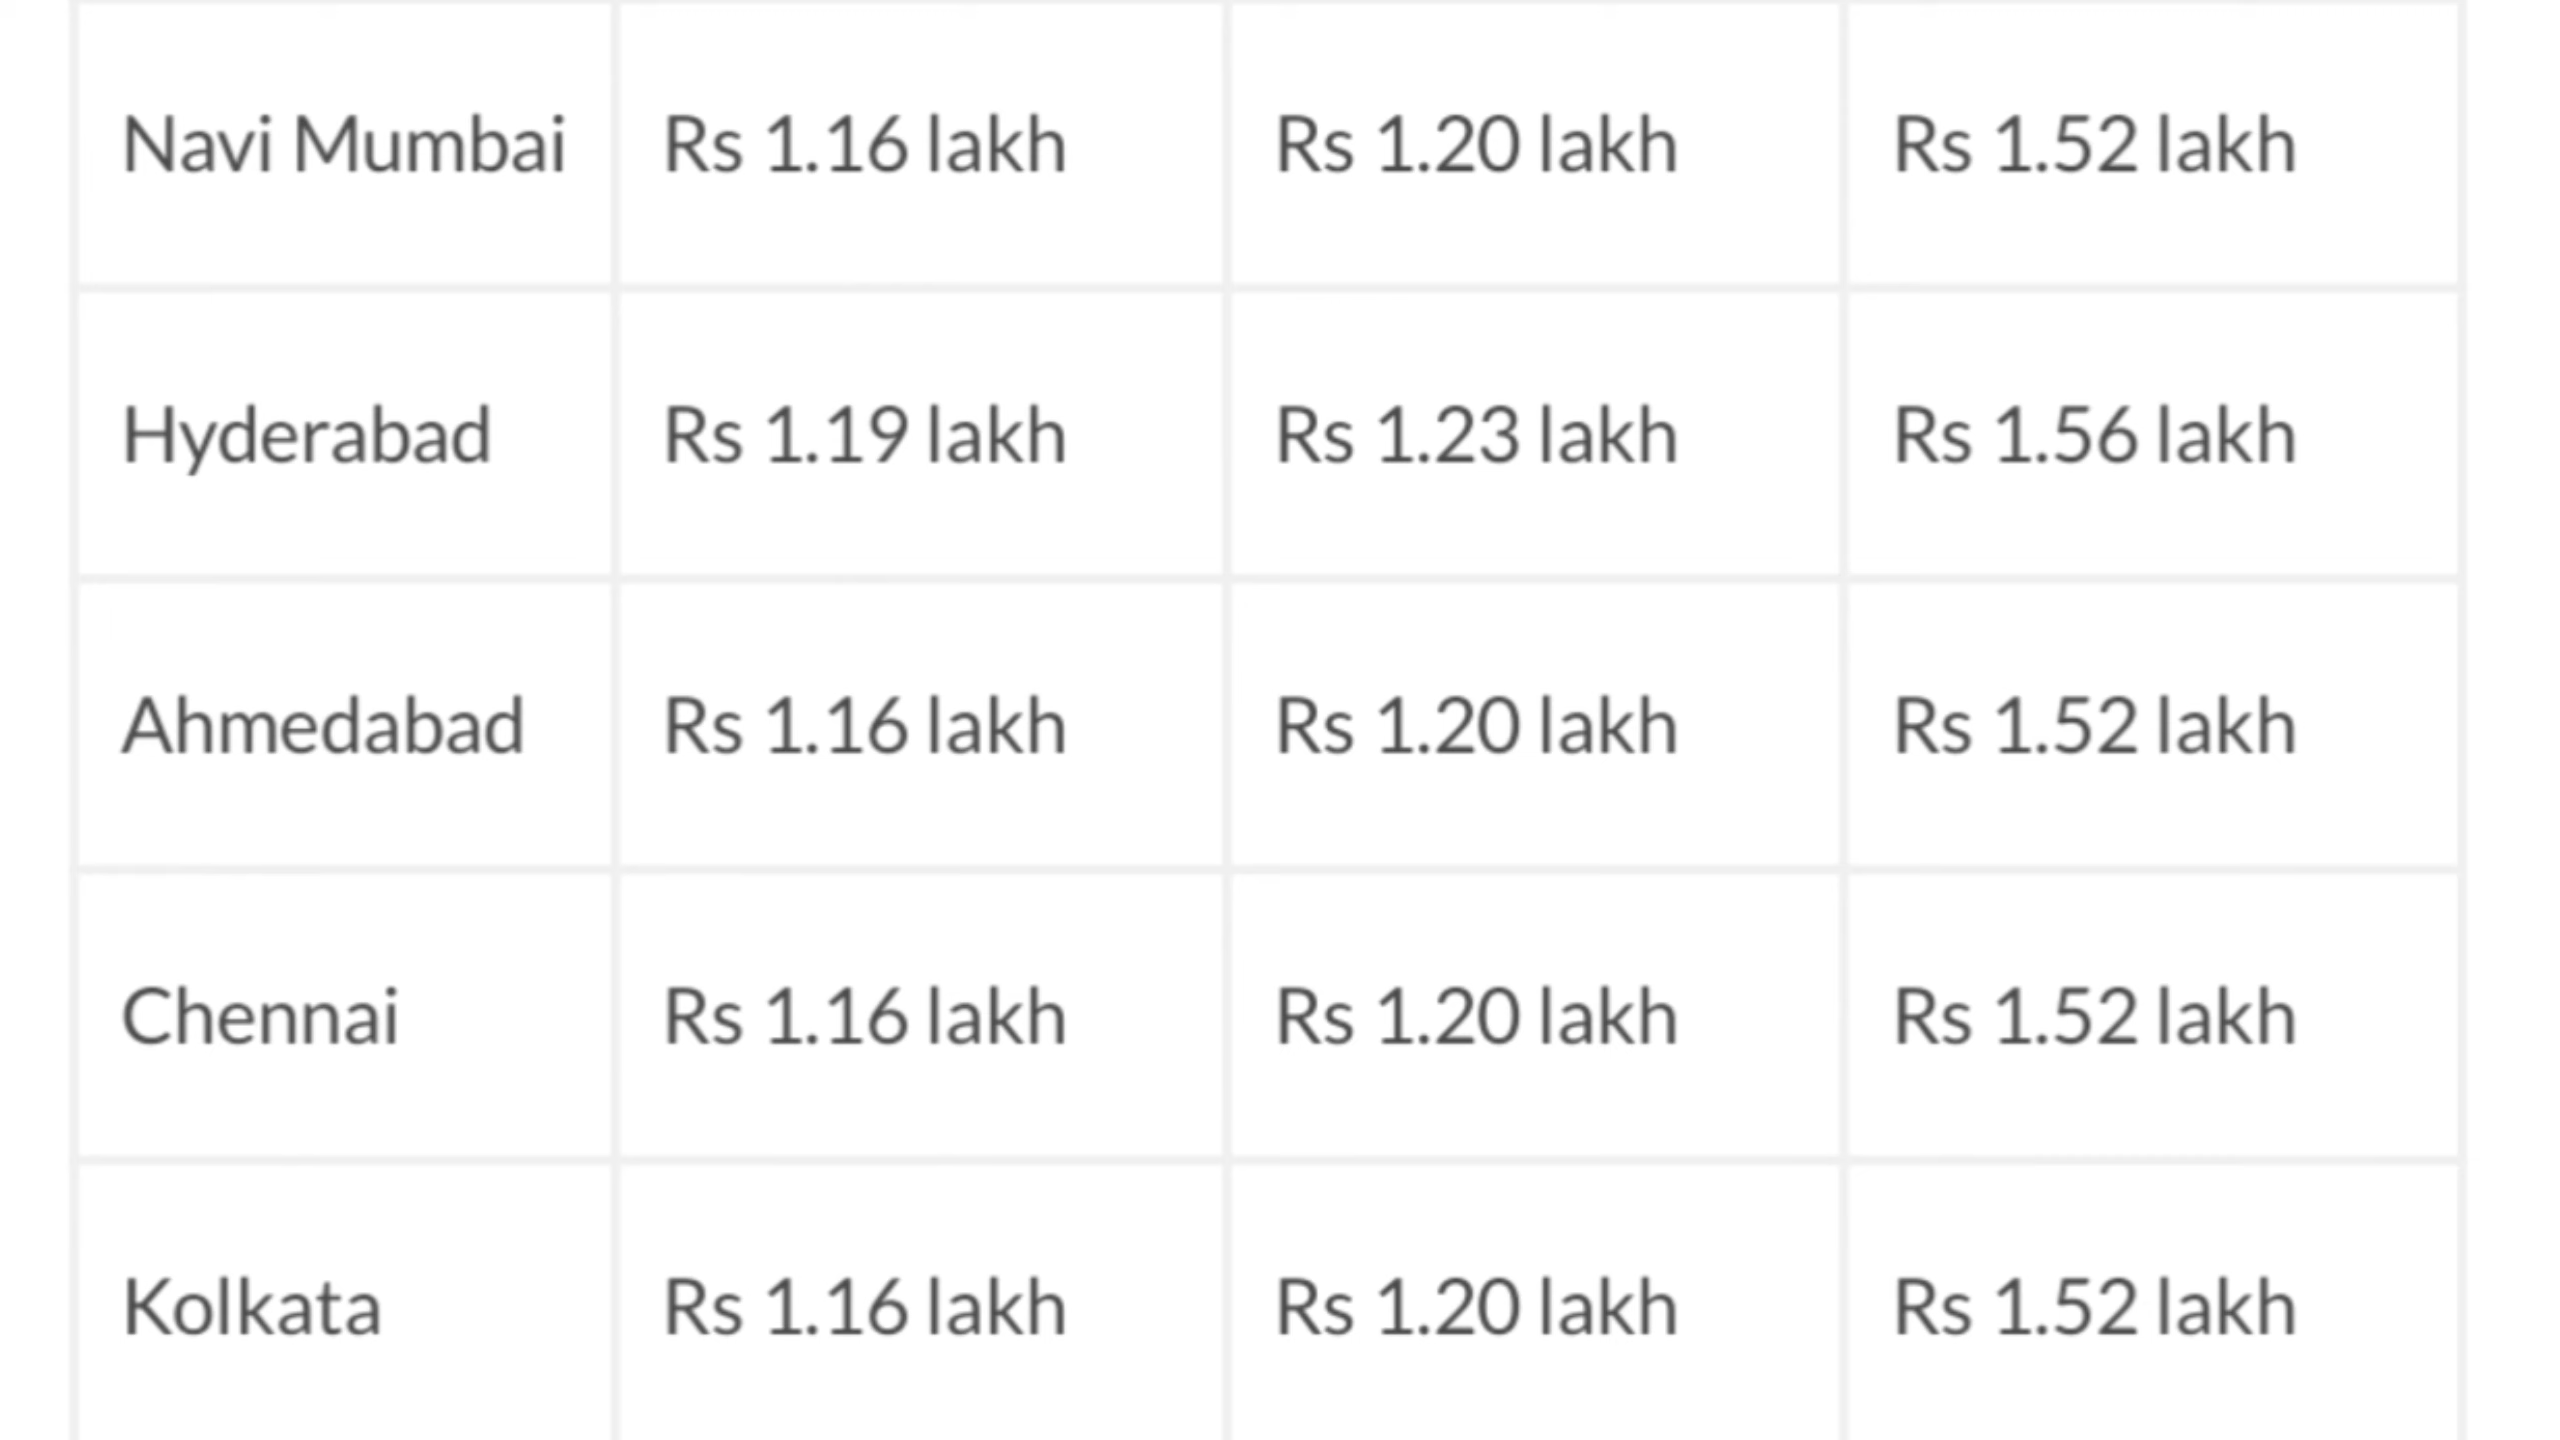 Navi Mumbai Rs 1.16 lakh Rs 1.20 lakh Rs 1.52 lakh
Hyderabad Rs 1.19 lakh Rs 1.23 lakh Rs 1.56 lakh
Ahmedabad Rs 1.16 lakh Rs 1.20 lakh Rs 1.52 lakh
Chennai Rs 1.16 lakh Rs 1.20 lakh Rs 1.52 lakh
Kolkata Rs 1.16 lakh Rs 1.20 lakh Rs 1.52 lakh